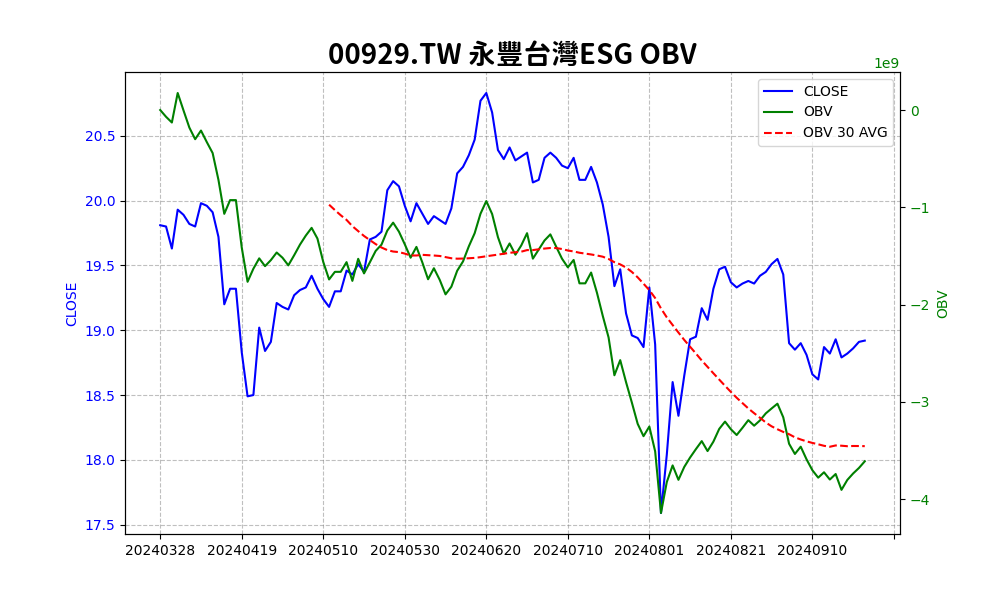 00929.TW 永豐台灣ESG OBV
1e9
CLOSE
OBV
OBV 30 AVG
20.5
20.0
19.5
19.0
18.5
18.0
17.5
CLOSE
0
−1
−2
−3
−4
OBV
20240328 20240419 20240510 20240530 20240620 20240710 20240801 20240821 20240910